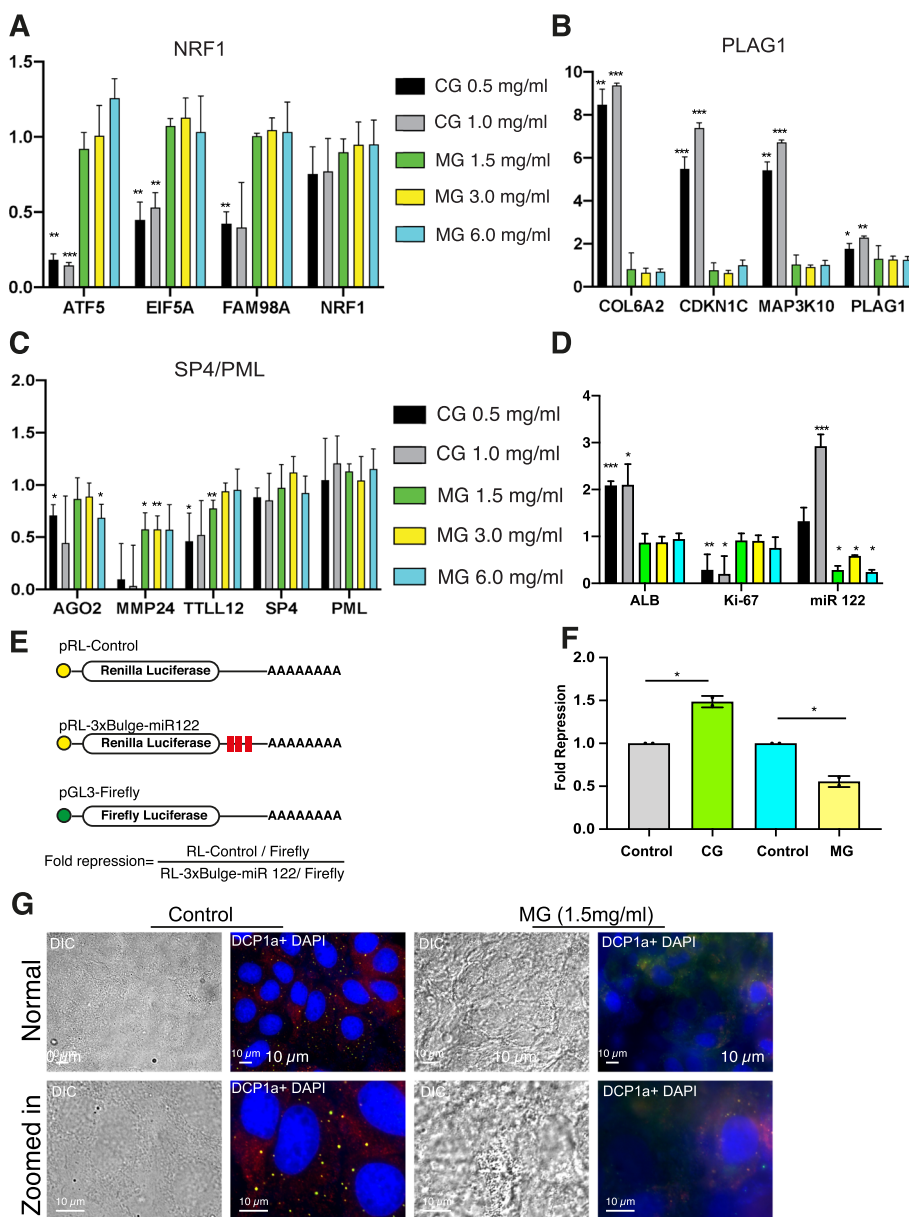 A
NRF1
1.5
1.0
0.5
0.0
** *** ** ** **
ATF5 EIF5A FAM98A NRF1
CG 0.5 mg/ml
CG 1.0 mg/ml
MG 1.5 mg/ml
MG 3.0 mg/ml
MG 6.0 mg/ml
B
PLAG1
10
8
6
4
2
0
** *** *** *** ** *** * **
COL6A2 CDKN1C MAP3K10 PLAG1
C
SP4/PML
2.0
1.5
1.0
0.5
0.0
* * * ** * **
AGO2 MMP24 TTLL12 SP4 PML
CG 0.5 mg/ml
CG 1.0 mg/ml
MG 1.5 mg/ml
MG 3.0 mg/ml
MG 6.0 mg/ml
D
4
3
2
1
0
*** * ** * *** * * *
ALB Ki-67 miR 122
E
pRL-Control
Renilla Luciferase AAAAAAAA
pRL-3xBulge-miR122
Renilla Luciferase AAAAAAAA
pGL3-Firefly
Firefly Luciferase AAAAAAAA
Fold repression= RL-Control / Firefly
RL-3xBulge-miR 122/ Firefly
F
Fold Repression
2.0
1.5
1.0
0.5
0.0
* *
Control CG Control MG
G
Control MG (1.5mg/ml)
Normal
DIC DCP1a+ DAPI DIC DCP1a+ DAPI
10 µm 0 µm 10 µm 10 µm 10 µm 10 µm 10 µm 10 µm
Zoomed in
DIC DCP1a+ DAPI DIC DCP1a+ DAPI
10 µm 10 µm 10 µm 10 µm